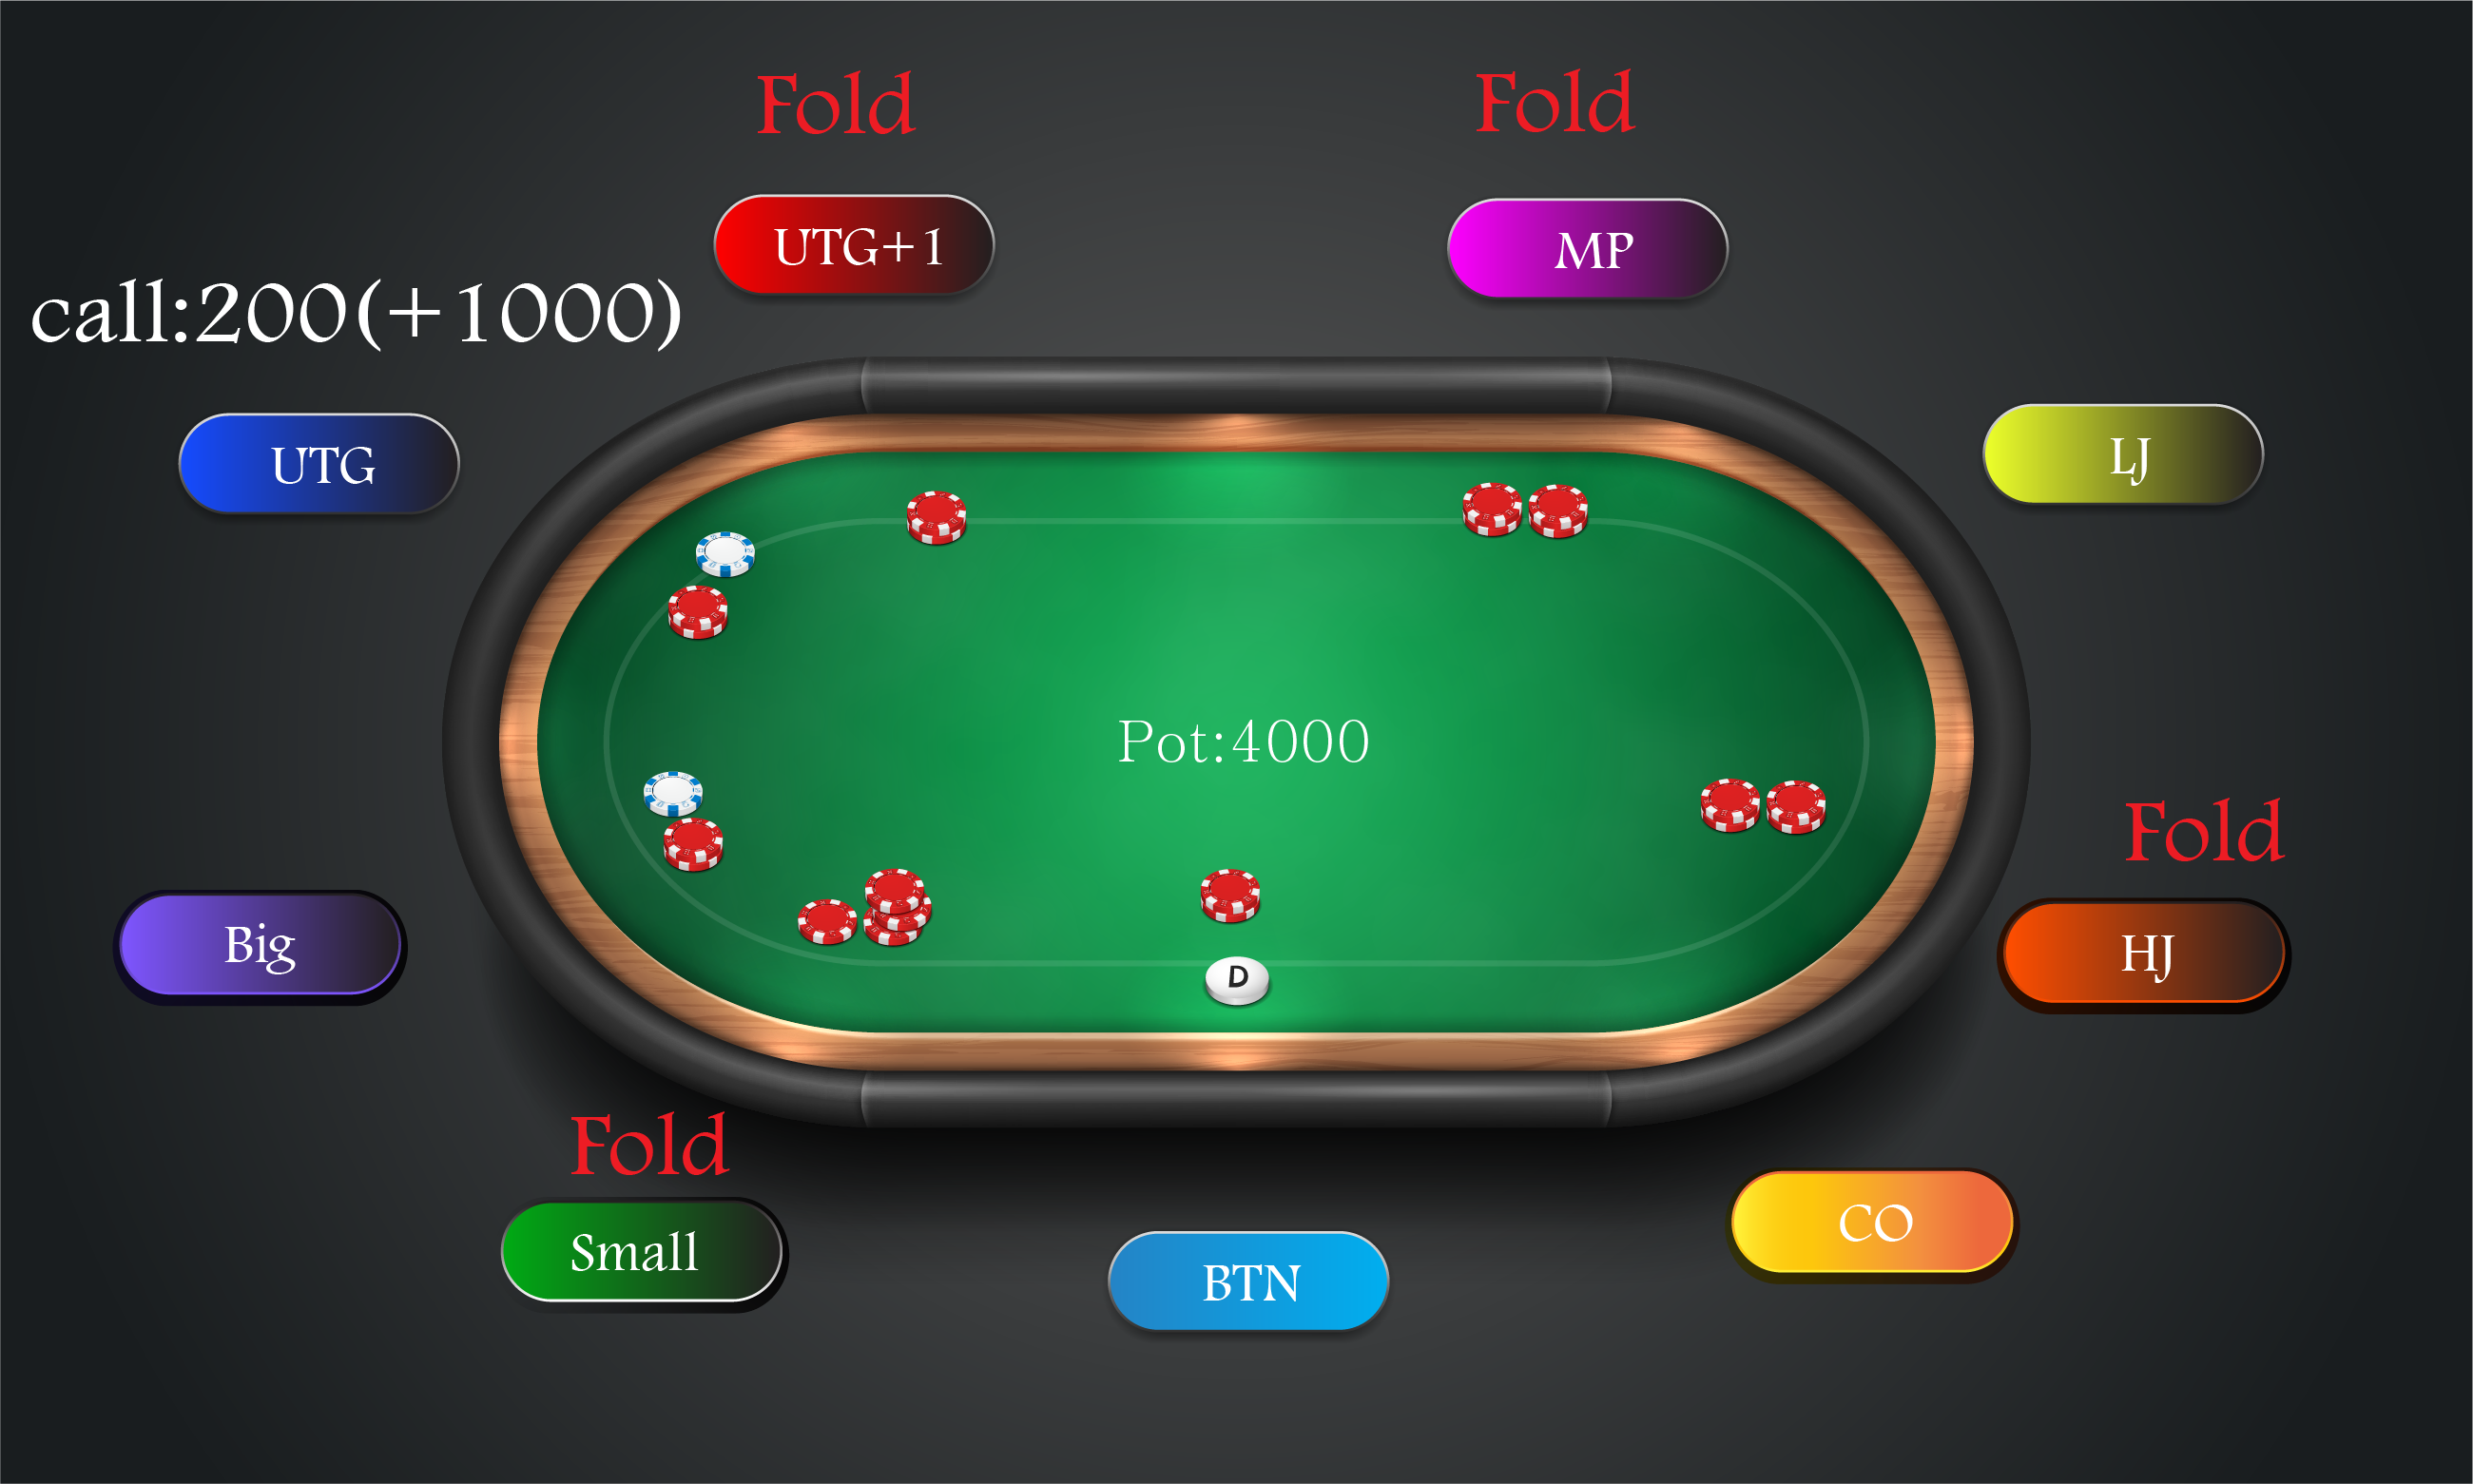 Fold
Fold
UTG+1
MP
call:200(+1000)
UTG
LJ
Pot:4000
Fold
Big
HJ
D
Fold
Small
CO
BTN